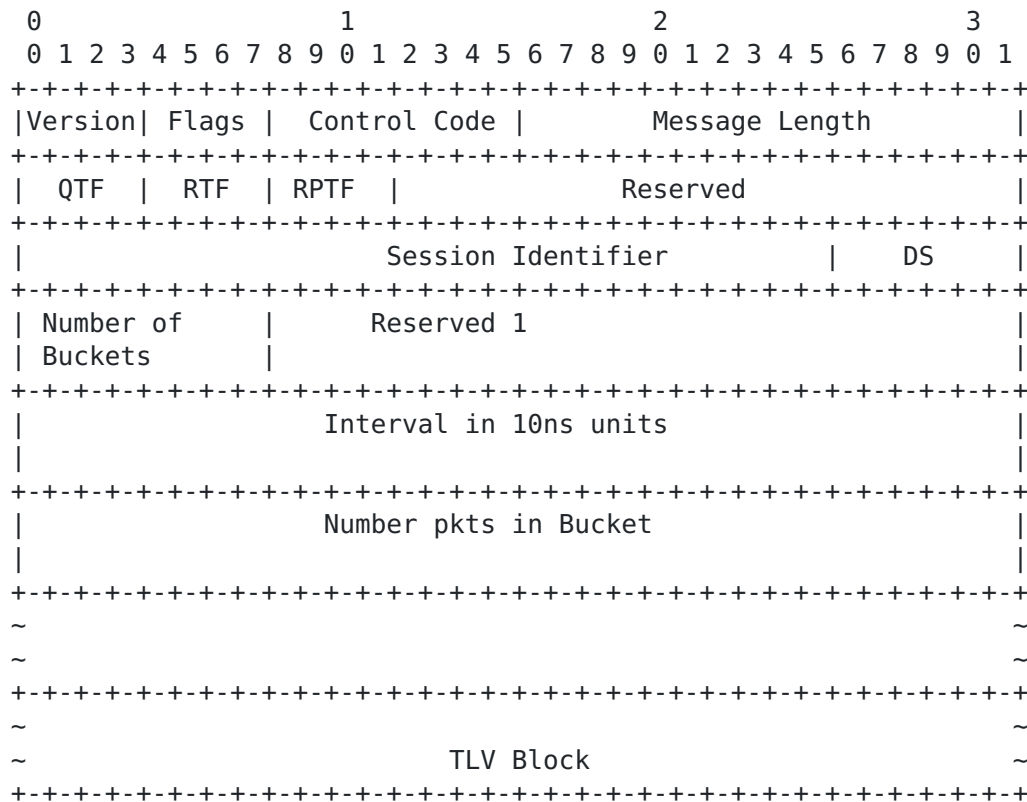 0                   1                   2                   3
 0 1 2 3 4 5 6 7 8 9 0 1 2 3 4 5 6 7 8 9 0 1 2 3 4 5 6 7 8 9 0 1
+-+-+-+-+-+-+-+-+-+-+-+-+-+-+-+-+-+-+-+-+-+-+-+-+-+-+-+-+-+-+-+-+
|Version| Flags |  Control Code |        Message Length         |
+-+-+-+-+-+-+-+-+-+-+-+-+-+-+-+-+-+-+-+-+-+-+-+-+-+-+-+-+-+-+-+-+
|  QTF  |  RTF  | RPTF  |              Reserved                 |
+-+-+-+-+-+-+-+-+-+-+-+-+-+-+-+-+-+-+-+-+-+-+-+-+-+-+-+-+-+-+-+-+
|                       Session Identifier          |    DS     |
+-+-+-+-+-+-+-+-+-+-+-+-+-+-+-+-+-+-+-+-+-+-+-+-+-+-+-+-+-+-+-+-+
| Number of     |      Reserved 1                               |
| Buckets       |                                               |
+-+-+-+-+-+-+-+-+-+-+-+-+-+-+-+-+-+-+-+-+-+-+-+-+-+-+-+-+-+-+-+-+
|                   Interval in 10ns units                      |
|                                                               |
+-+-+-+-+-+-+-+-+-+-+-+-+-+-+-+-+-+-+-+-+-+-+-+-+-+-+-+-+-+-+-+-+
|                   Number pkts in Bucket                       |
|                                                               |
+-+-+-+-+-+-+-+-+-+-+-+-+-+-+-+-+-+-+-+-+-+-+-+-+-+-+-+-+-+-+-+-+
~                                                               ~
~                                                               ~
+-+-+-+-+-+-+-+-+-+-+-+-+-+-+-+-+-+-+-+-+-+-+-+-+-+-+-+-+-+-+-+-+
~                                                               ~
~                           TLV Block                           ~
+-+-+-+-+-+-+-+-+-+-+-+-+-+-+-+-+-+-+-+-+-+-+-+-+-+-+-+-+-+-+-+-+